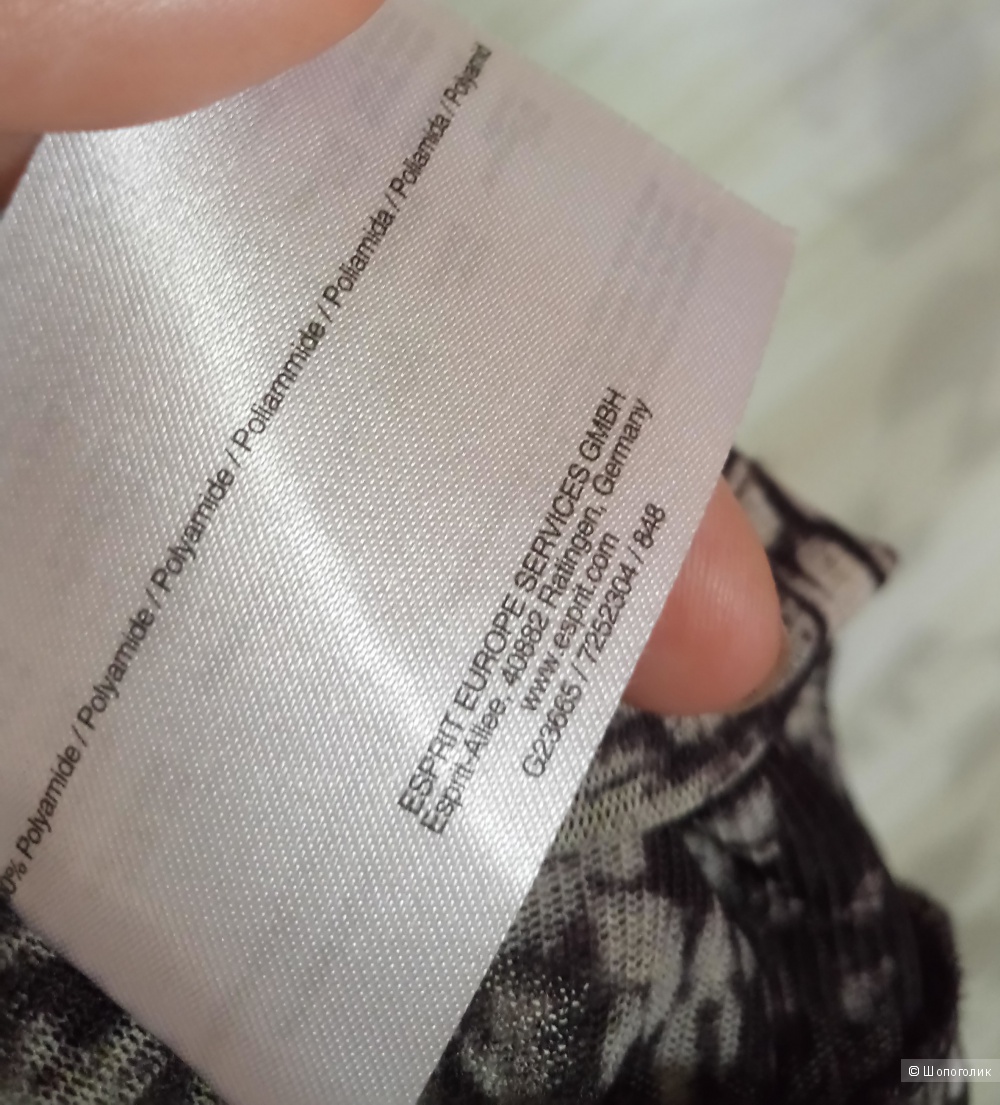 0% Polyamide / Polyamide / Polyamide / Poliammide / Poliamida / Poliamida / Polyamid
ESPRIT EUROPE SERVICES GMBH
Esprit-Allee, 40882 Ratingen, Germany
www.esprit.com
G23665 / 7252304 / 848
© Шопоголик